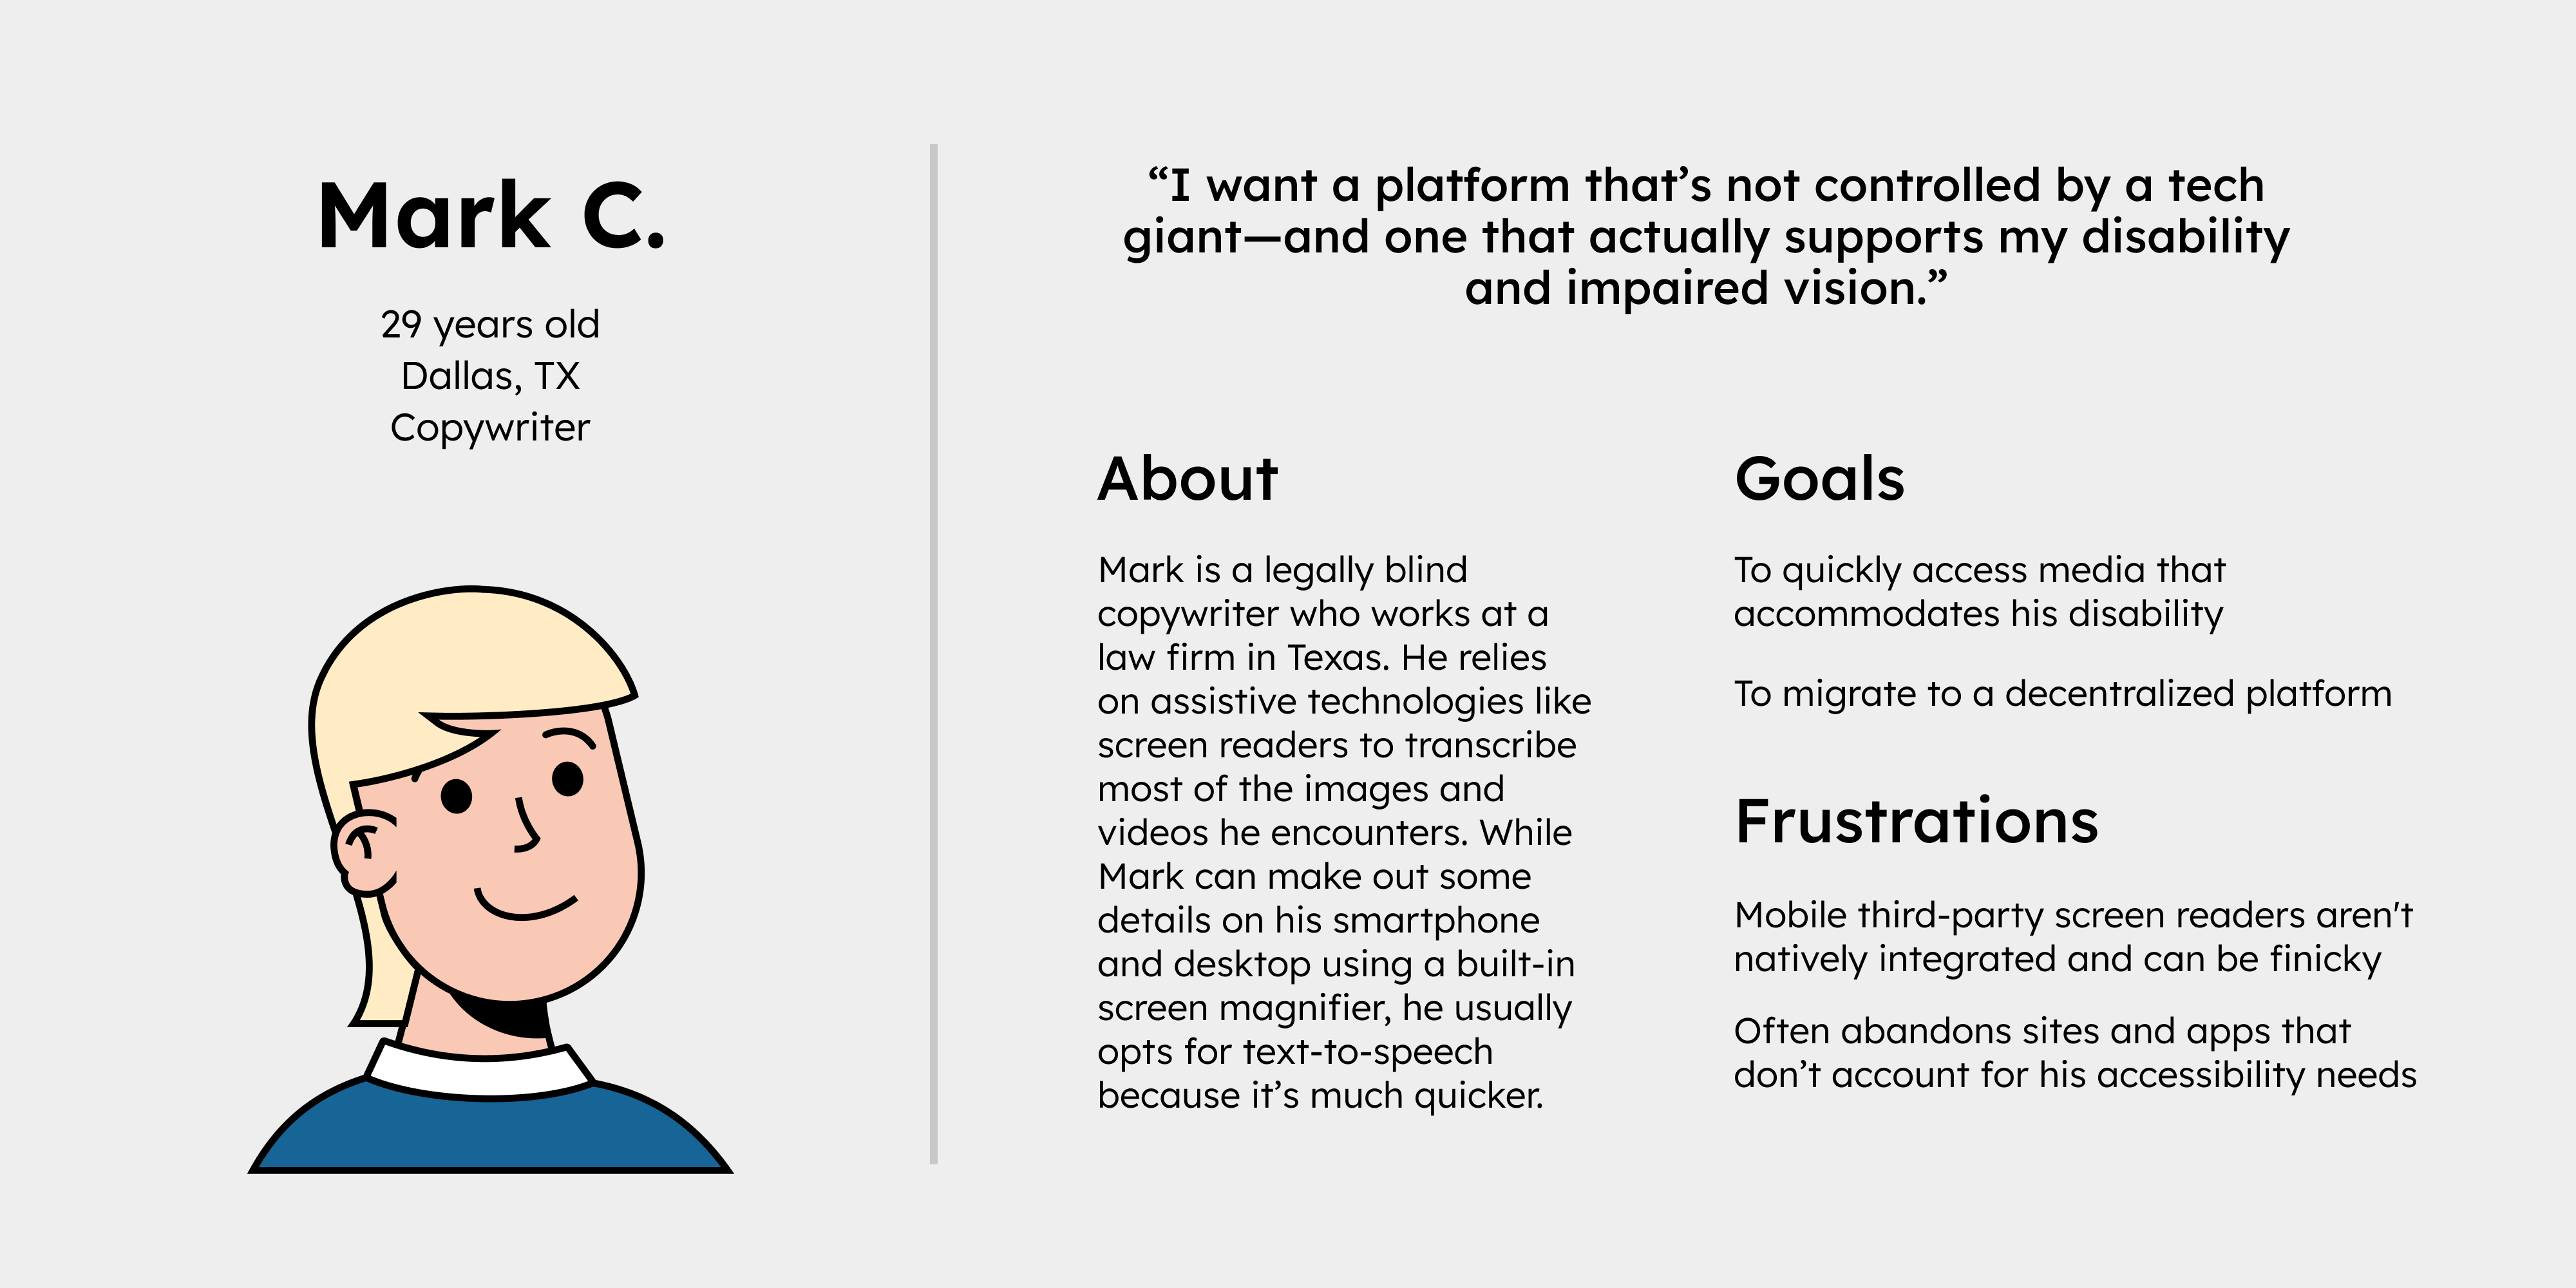 Mark C.
29 years old
Dallas, TX
Copywriter
“I want a platform that’s not controlled by a tech
giant—and one that actually supports my disability
and impaired vision.”
About
Mark is a legally blind
copywriter who works at a
law firm in Texas. He relies
on assistive technologies like
screen readers to transcribe
most of the images and
videos he encounters. While
Mark can make out some
details on his smartphone
and desktop using a built-in
screen magnifier, he usually
opts for text-to-speech
because it’s much quicker.
Goals
To quickly access media that
accommodates his disability
To migrate to a decentralized platform
Frustrations
Mobile third-party screen readers aren't
natively integrated and can be finicky
Often abandons sites and apps that
don’t account for his accessibility needs